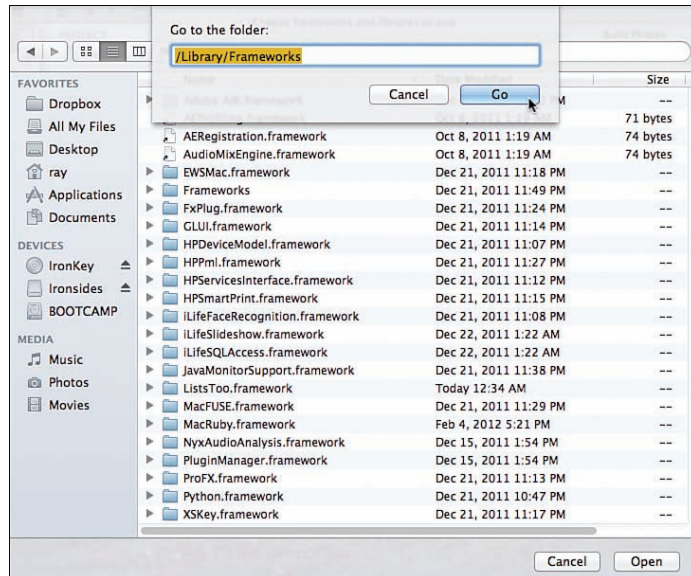 Go to the folder:
/Library/Frameworks
Cancel Go
Size
FAVORITES
Dropbox
All My Files
Desktop
ray
Applications
Documents
DEVICES
IronKey
Ironsides
BOOTCAMP
MEDIA
Music
Photos
Movies
--
71 bytes
AERegistration.framework Oct 8, 2011 1:19 AM 74 bytes
AudioMixEngine.framework Oct 8, 2011 1:19 AM 74 bytes
EWSMac.framework Dec 21, 2011 11:18 PM --
Frameworks Dec 21, 2011 11:49 PM --
FxPlug.framework Dec 21, 2011 11:24 PM --
GLUI.framework Dec 21, 2011 11:14 PM --
HPDeviceModel.framework Dec 21, 2011 11:07 PM --
HPPml.framework Dec 21, 2011 11:27 PM --
HPServicesInterface.framework Dec 21, 2011 11:12 PM --
HPSmartPrint.framework Dec 21, 2011 11:15 PM --
iLifeFaceRecognition.framework Dec 21, 2011 11:08 PM --
iLifeSlideshow.framework Dec 22, 2011 1:22 AM --
iLifeSQLAccess.framework Dec 22, 2011 1:22 AM --
JavaMonitorSupport.framework Dec 21, 2011 11:38 PM --
ListsToo.framework Today 12:34 AM --
MacFUSE.framework Dec 21, 2011 11:29 PM --
MacRuby.framework Feb 4, 2012 5:21 PM --
NyxAudioAnalysis.framework Dec 15, 2011 1:54 PM --
PluginManager.framework Dec 15, 2011 1:54 PM --
ProFX.framework Dec 21, 2011 11:13 PM --
Python.framework Dec 21, 2011 10:47 PM --
XSKey.framework Dec 21, 2011 11:17 PM --
Cancel Open